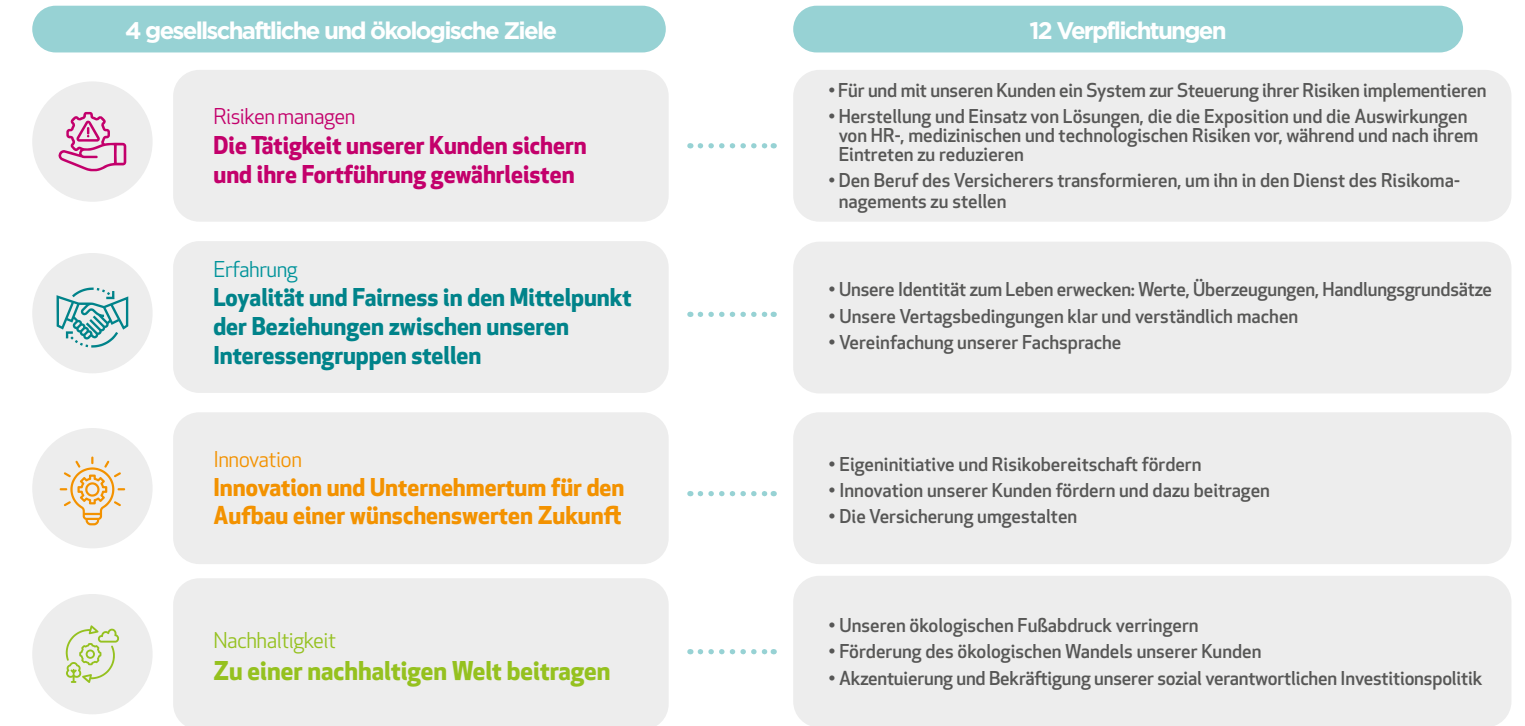 4 gesellschaftliche und ökologische Ziele
12 Verpflichtungen
Risiken managen
Die Tätigkeit unserer Kunden sichern
und ihre Fortführung gewährleisten
• Für und mit unseren Kunden ein System zur Steuerung ihrer Risiken implementieren
• Herstellung und Einsatz von Lösungen, die die Exposition und die Auswirkungen
von HR-, medizinischen und technologischen Risiken vor, während und nach ihrem
Eintreten zu reduzieren
• Den Beruf des Versicherers transformieren, um ihn in den Dienst des Risikoma-
nagements zu stellen
Erfahrung
Loyalität und Fairness in den Mittelpunkt
der Beziehungen zwischen unseren
Interessengruppen stellen
• Unsere Identität zum Leben erwecken: Werte, Überzeugungen, Handlungsgrundsätze
• Unsere Vertagsbedingungen klar und verständlich machen
• Vereinfachung unserer Fachsprache
Innovation
Innovation und Unternehmertum für den
Aufbau einer wünschenswerten Zukunft
• Eigeninitiative und Risikobereitschaft fördern
• Innovation unserer Kunden fördern und dazu beitragen
• Die Versicherung umgestalten
Nachhaltigkeit
Zu einer nachhaltigen Welt beitragen
• Unseren ökologischen Fußabdruck verringern
• Förderung des ökologischen Wandels unserer Kunden
• Akzentuierung und Bekräftigung unserer sozial verantwortlichen Investitionspolitik